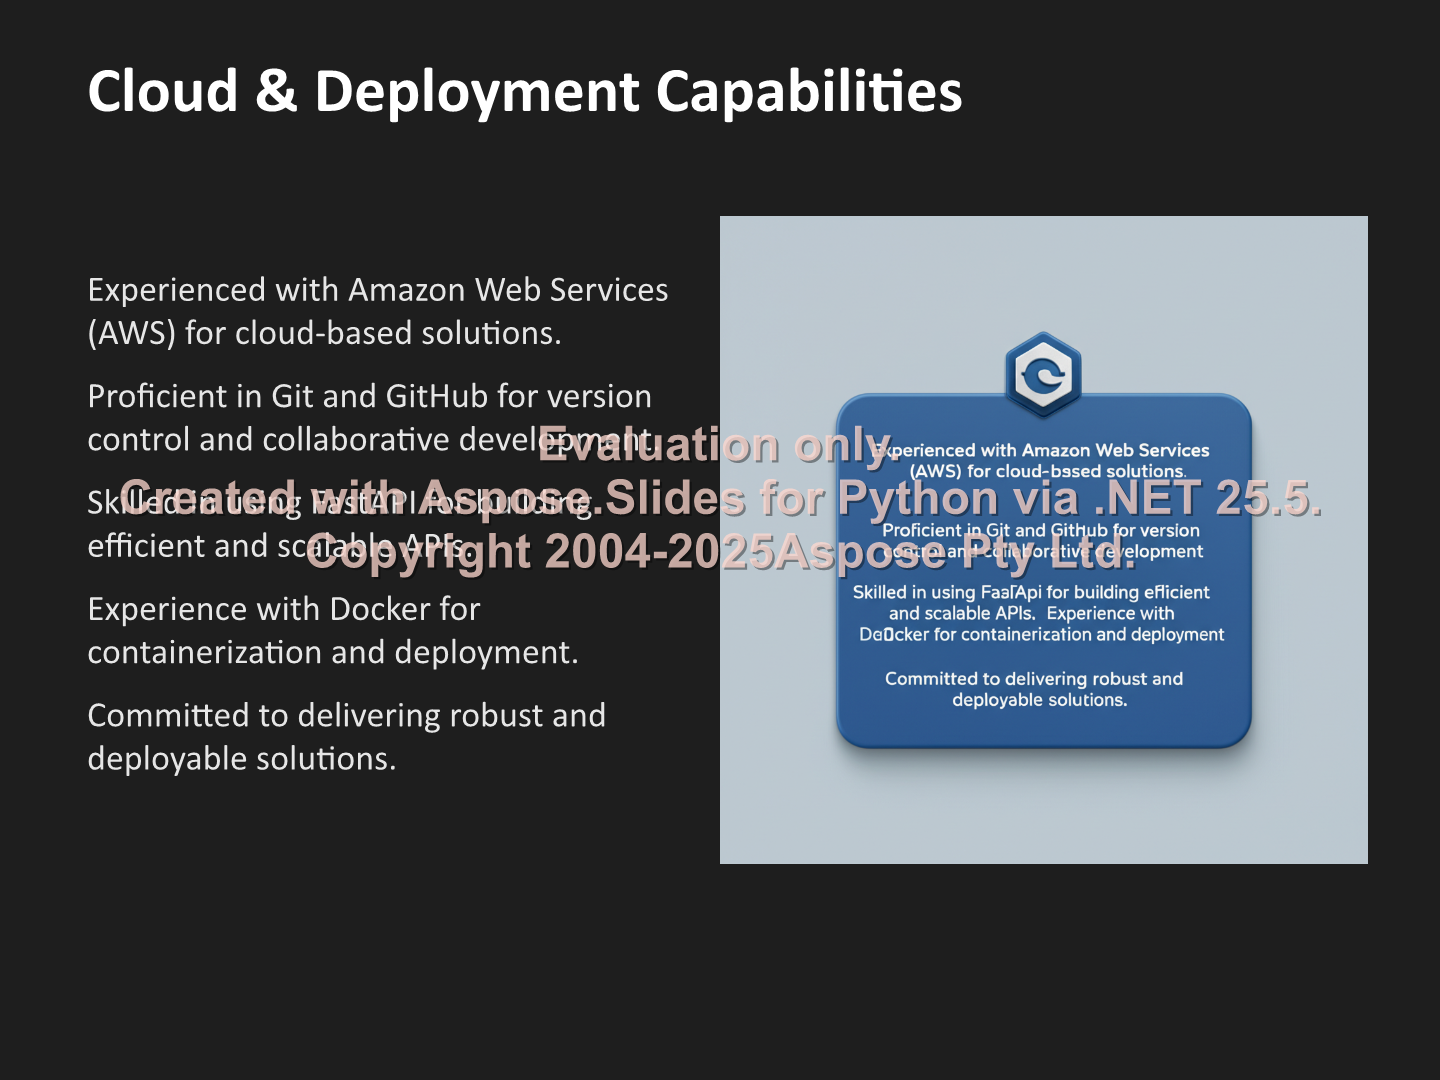 Cloud & Deployment Capabilities
Experienced with Amazon Web Services
(AWS) for cloud-based solutions.
Proficient in Git and GitHub for version
control and collaborative development.
Skilled in using FastAPI for building
efficient and scalable APIs.
Experience with Docker for
containerization and deployment.
Committed to delivering robust and
deployable solutions.
Evaluation only.
Created with Aspose.Slides for Python via .NET 25.5.
Copyright 2004-2025Aspose Pty Ltd.
Experienced with Amazon Web Services
(AWS) for cloud-bssed solutions.
Proficient in Git and Github for version
control and collaborative development
Skilled in using for building efficient
and scalable APIs. Experience with
for containerization and deployment
Committed to delivering robust and
deployable solutions.